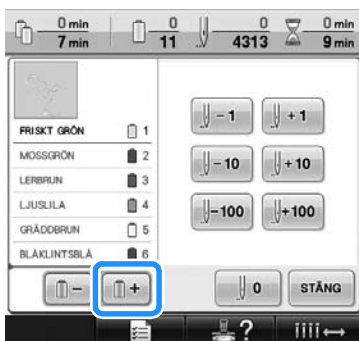 0 min 0 0 0 min
7 min 11 4313 9 min
FRISKT GRÖN 1
MOSSGRÖN 2
LERBRUN 3
LJUSLILA 4
GRÄDDBRUN 5
BLÅKLINTSBLÅ 6
- 1 + 1
- 10 + 10
- 100 + 100
- + 0 STÄNG
?